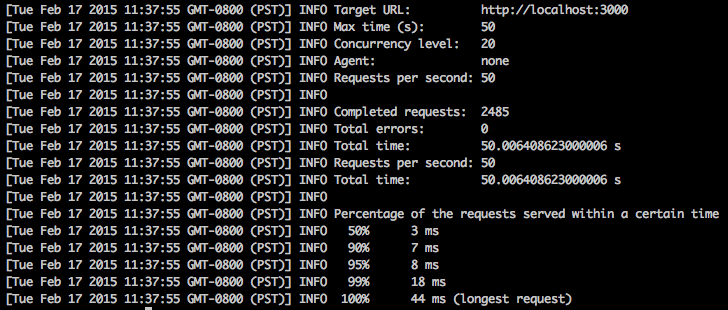 [Tue Feb 17 2015 11:37:55 GMT-0800 (PST)] INFO Target URL: http://localhost:3000
[Tue Feb 17 2015 11:37:55 GMT-0800 (PST)] INFO Max time (s): 50
[Tue Feb 17 2015 11:37:55 GMT-0800 (PST)] INFO Concurrency level: 20
[Tue Feb 17 2015 11:37:55 GMT-0800 (PST)] INFO Agent: none
[Tue Feb 17 2015 11:37:55 GMT-0800 (PST)] INFO Requests per second: 50
[Tue Feb 17 2015 11:37:55 GMT-0800 (PST)] INFO
[Tue Feb 17 2015 11:37:55 GMT-0800 (PST)] INFO Completed requests: 2485
[Tue Feb 17 2015 11:37:55 GMT-0800 (PST)] INFO Total errors: 0
[Tue Feb 17 2015 11:37:55 GMT-0800 (PST)] INFO Total time: 50.006408623000006 s
[Tue Feb 17 2015 11:37:55 GMT-0800 (PST)] INFO Requests per second: 50
[Tue Feb 17 2015 11:37:55 GMT-0800 (PST)] INFO Total time: 50.006408623000006 s
[Tue Feb 17 2015 11:37:55 GMT-0800 (PST)] INFO
[Tue Feb 17 2015 11:37:55 GMT-0800 (PST)] INFO Percentage of the requests served within a certain time
[Tue Feb 17 2015 11:37:55 GMT-0800 (PST)] INFO 50% 3 ms
[Tue Feb 17 2015 11:37:55 GMT-0800 (PST)] INFO 90% 7 ms
[Tue Feb 17 2015 11:37:55 GMT-0800 (PST)] INFO 95% 8 ms
[Tue Feb 17 2015 11:37:55 GMT-0800 (PST)] INFO 99% 18 ms
[Tue Feb 17 2015 11:37:55 GMT-0800 (PST)] INFO 100% 44 ms (longest request)